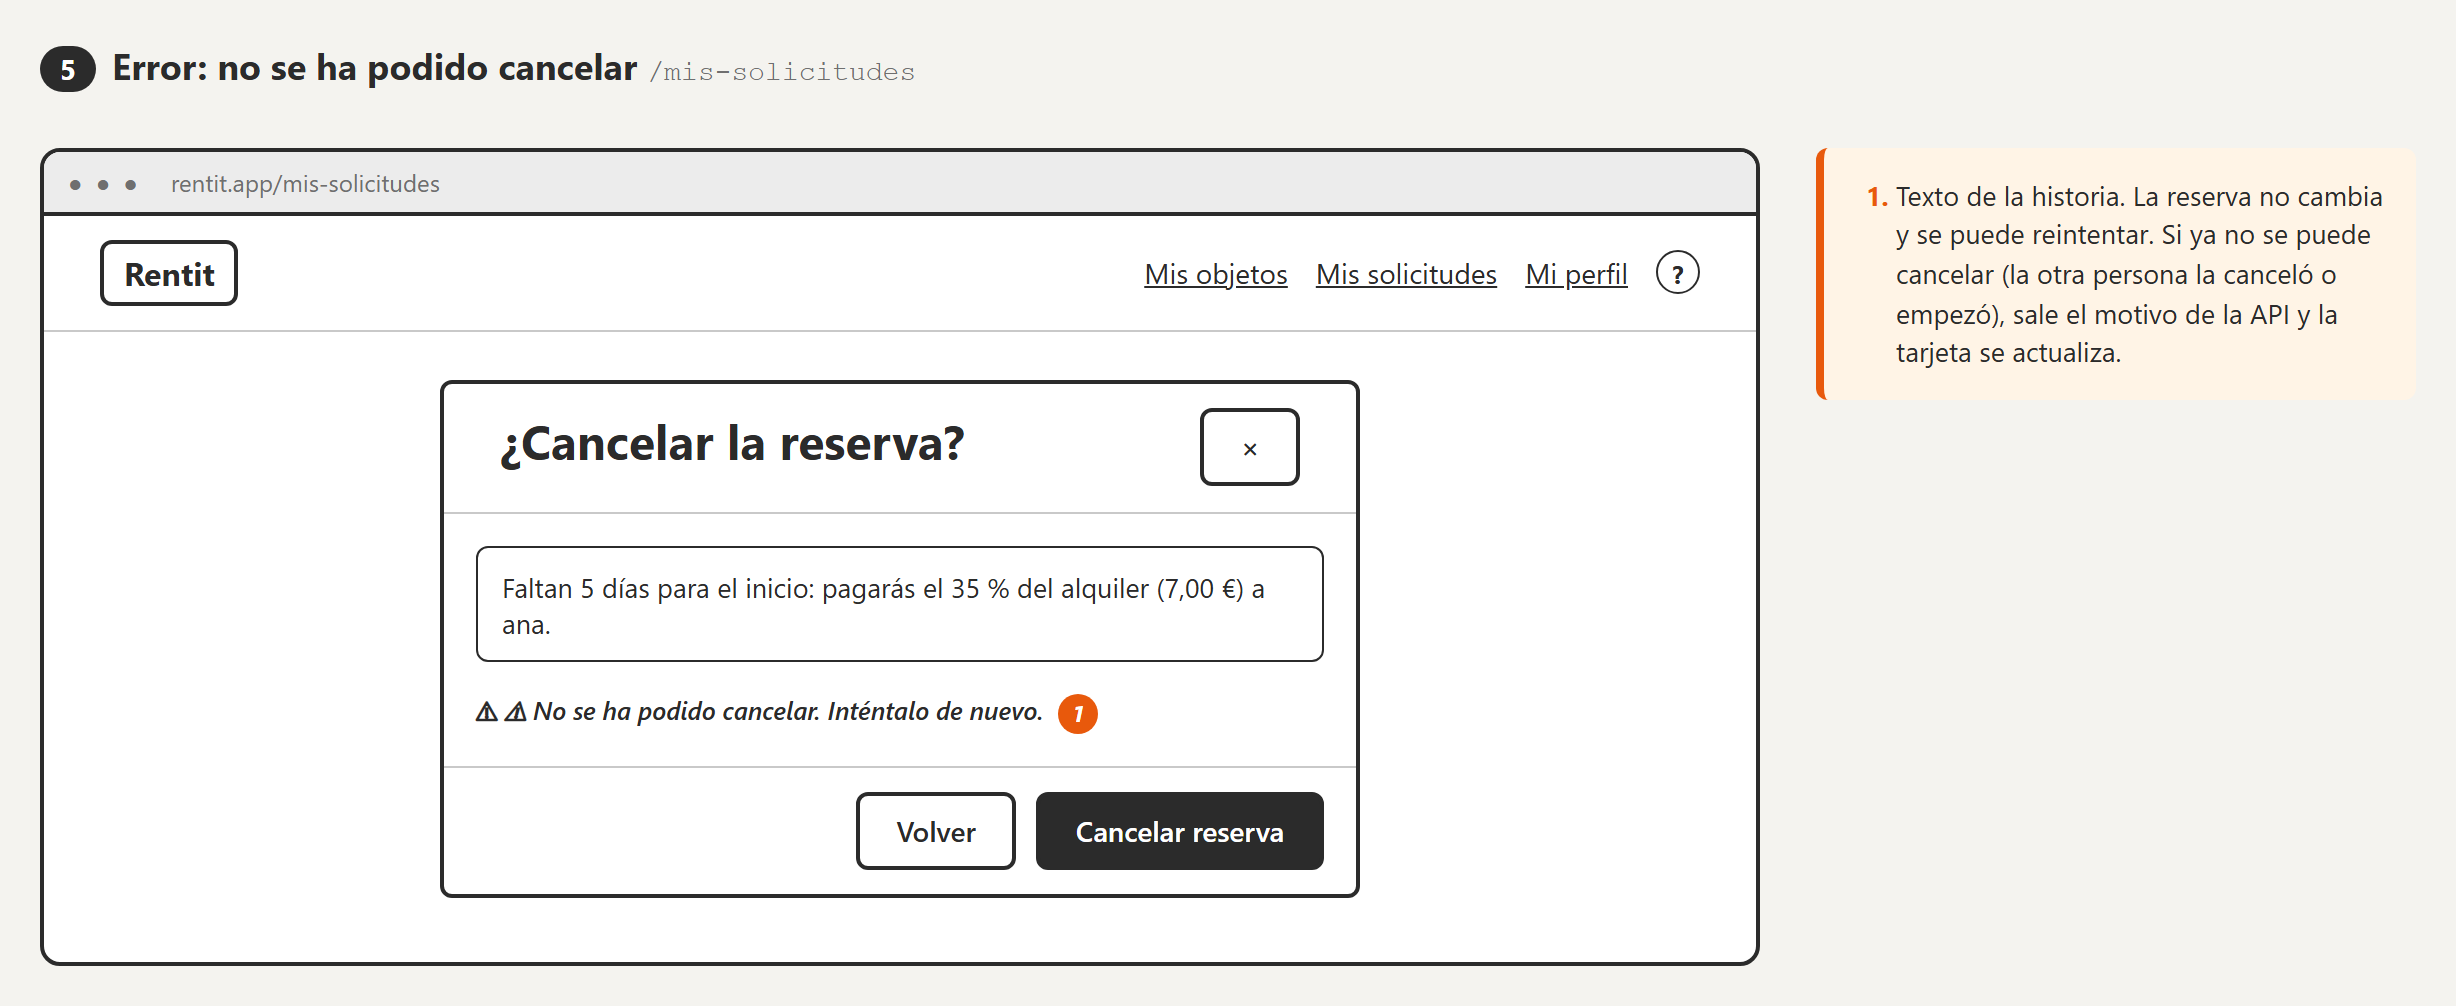 5 Error: no se ha podido cancelar /mis-solicitudes
rentit.app/mis-solicitudes
Rentit
Mis objetos Mis solicitudes Mi perfil ?
¿Cancelar la reserva?
×
Faltan 5 días para el inicio: pagarás el 35 % del alquiler (7,00 €) a
ana.
⚠ ⚠ No se ha podido cancelar. Inténtalo de nuevo. 1
Volver Cancelar reserva
1. Texto de la historia. La reserva no cambia
y se puede reintentar. Si ya no se puede
cancelar (la otra persona la canceló o
empezó), sale el motivo de la API y la
tarjeta se actualiza.